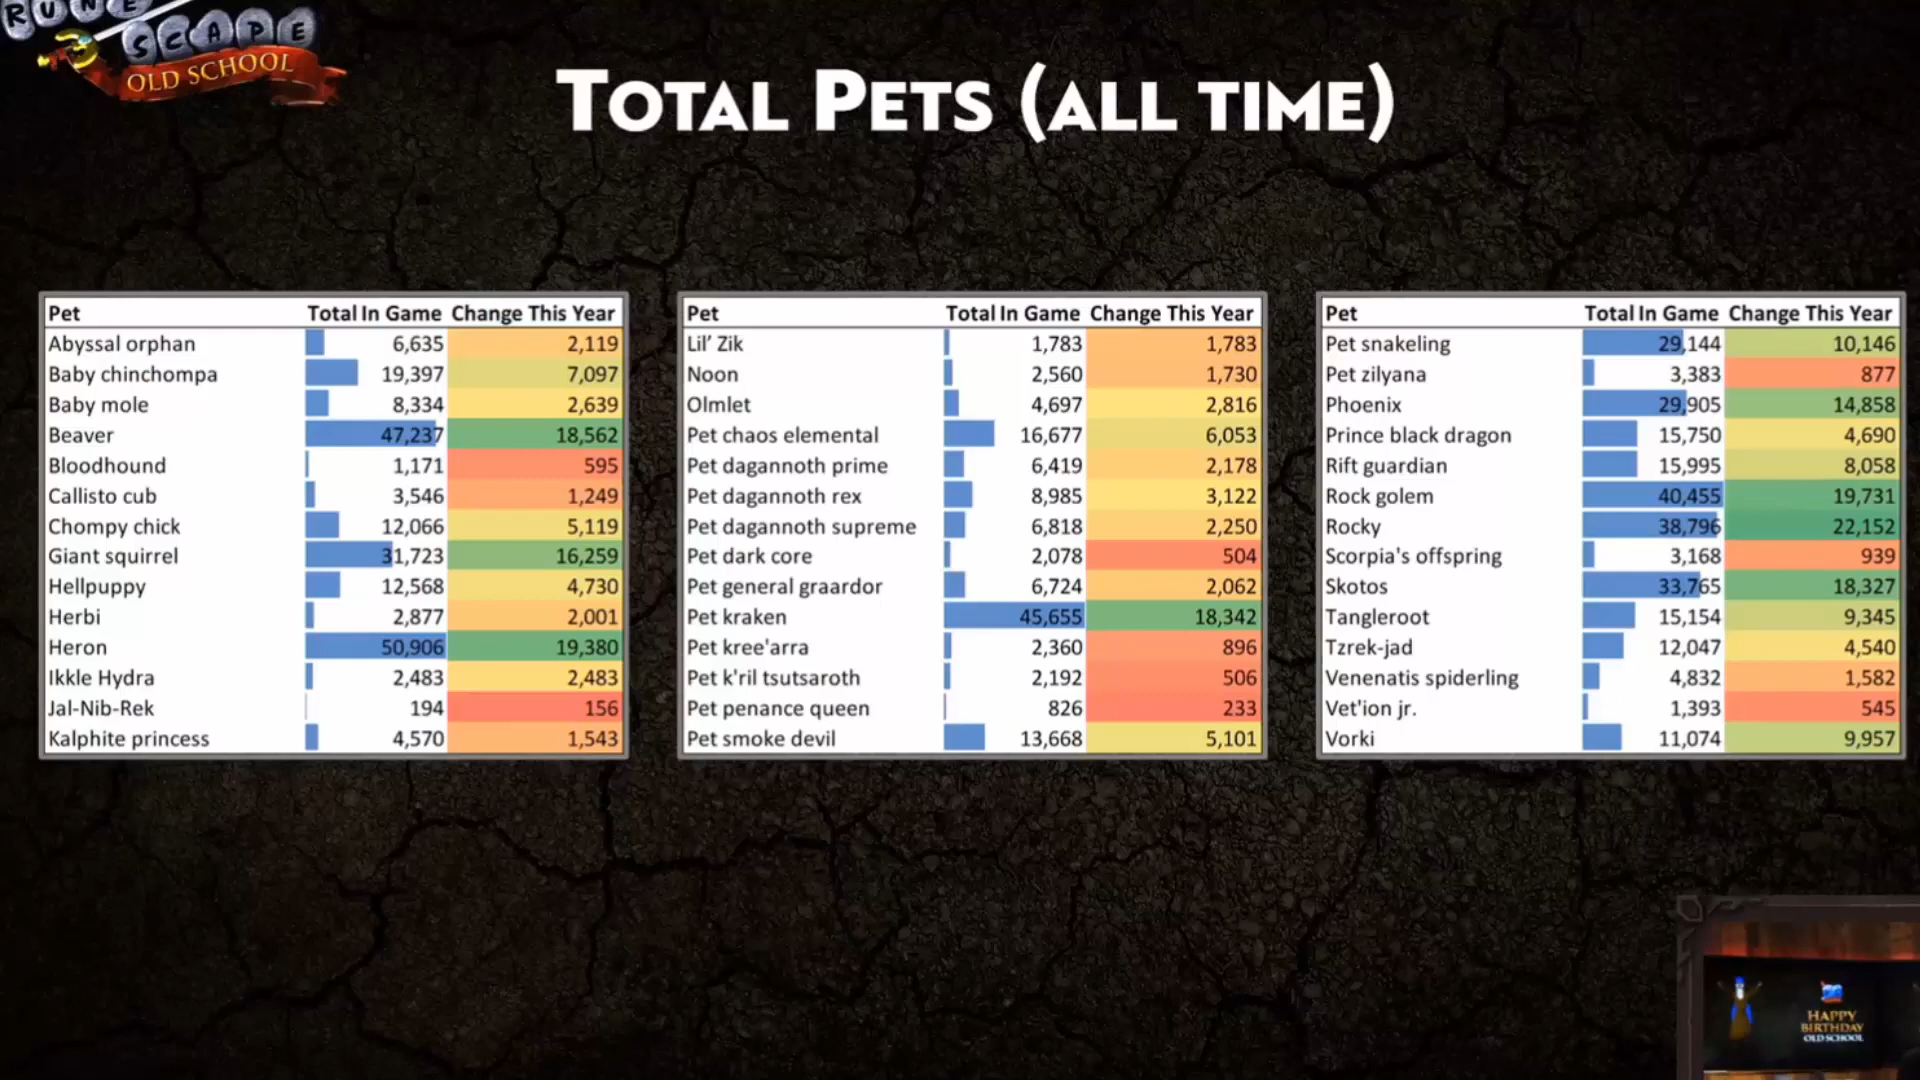 RUNE
SCAPE
OLD SCHOOL
TOTAL PETS (ALL TIME)
Pet Total In Game Change This Year
Abyssal orphan 6,635 2,119
Baby chinchompa 19,397 7,097
Baby mole 8,334 2,639
Beaver 47,237 18,562
Bloodhound 1,171 595
Callisto cub 3,546 1,249
Chompy chick 12,066 5,119
Giant squirrel 31,723 16,259
Hellpuppy 12,568 4,730
Herbi 2,877 2,001
Heron 50,906 19,380
Ikkle Hydra 2,483 2,483
Jal-Nib-Rek 194 156
Kalphite princess 4,570 1,543
Pet Total In Game Change This Year
Lil’ Zik 1,783 1,783
Noon 2,560 1,730
Olmlet 4,697 2,816
Pet chaos elemental 16,677 6,053
Pet dagannoth prime 6,419 2,178
Pet dagannoth rex 8,985 3,122
Pet dagannoth supreme 6,818 2,250
Pet dark core 2,078 504
Pet general graardor 6,724 2,062
Pet kraken 45,655 18,342
Pet kree'arra 2,360 896
Pet k'ril tsutsaroth 2,192 506
Pet penance queen 826 233
Pet smoke devil 13,668 5,101
Pet Total In Game Change This Year
Pet snakeling 29,144 10,146
Pet zilyana 3,383 877
Phoenix 29,905 14,858
Prince black dragon 15,750 4,690
Rift guardian 15,995 8,058
Rock golem 40,455 19,731
Rocky 38,796 22,152
Scorpia's offspring 3,168 939
Skotos 33,765 18,327
Tangleroot 15,154 9,345
Tzrek-jad 12,047 4,540
Venenatis spiderling 4,832 1,582
Vet'ion jr. 1,393 545
Vorki 11,074 9,957
HAPPY
BIRTHDAY
OLD SCHOOL